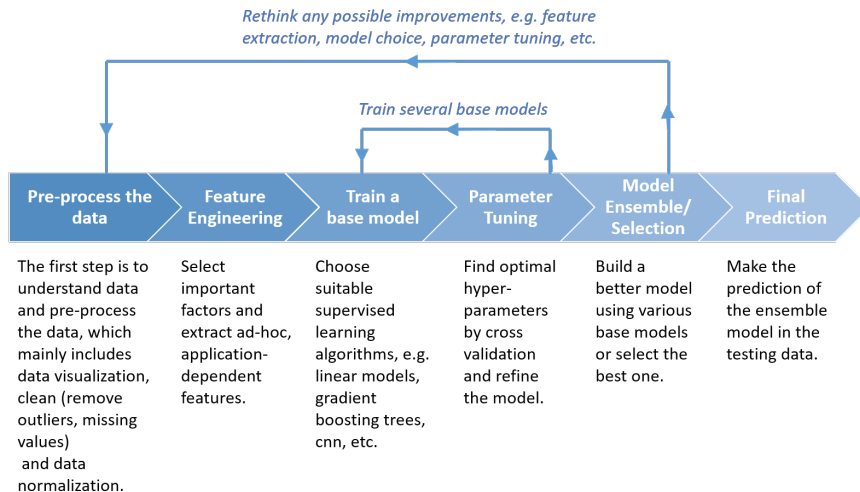 Rethink any possible improvements, e.g. feature
extraction, model choice, parameter tuning, etc.
Train several base models
Pre-process the
data
Feature
Engineering
Train a
base model
Parameter
Tuning
Model
Ensemble/
Selection
Final
Prediction
The first step is to
understand data
and pre-process
the data, which
mainly includes
data visualization,
clean (remove
outliers, missing
values)
and data
normalization.
Select
important
factors and
extract ad-hoc,
application-
dependent
features.
Choose
suitable
supervised
learning
algorithms, e.g.
linear models,
gradient
boosting trees,
cnn, etc.
Find optimal
hyper-
parameters
by cross
validation
and refine
the model.
Build a
better model
using various
base models
or select the
best one.
Make the
prediction of
the ensemble
model in the
testing data.